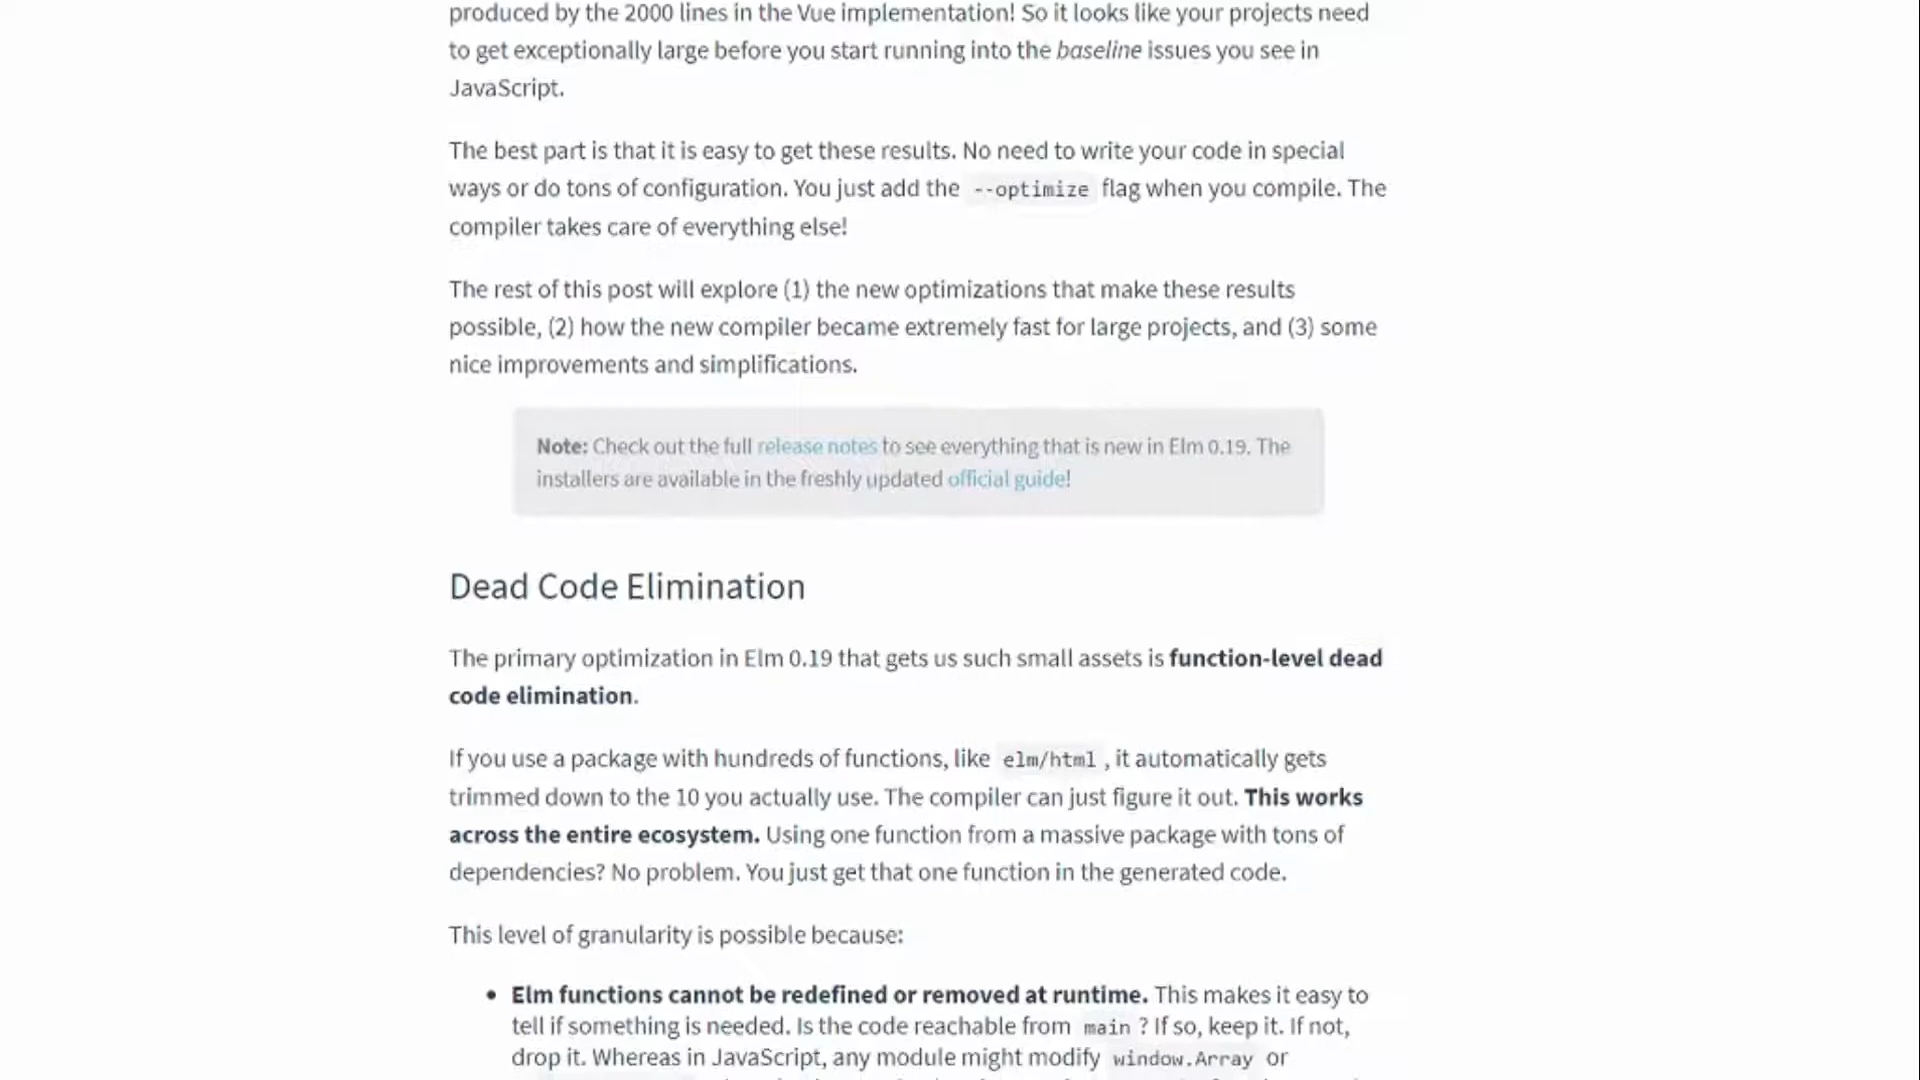 produced by the 2000 lines in the Vue implementation! So it looks like your projects need
to get exceptionally large before you start running into the baseline issues you see in
JavaScript.
The best part is that it is easy to get these results. No need to write your code in special
ways or do tons of configuration. You just add the --optimize flag when you compile. The
compiler takes care of everything else!
The rest of this post will explore (1) the new optimizations that make these results
possible, (2) how the new compiler became extremely fast for large projects, and (3) some
nice improvements and simplifications.
Note: Check out the full release notes to see everything that is new in Elm 0.19. The
installers are available in the freshly updated official guide!
Dead Code Elimination
The primary optimization in Elm 0.19 that gets us such small assets is function-level dead
code elimination.
If you use a package with hundreds of functions, like elm/html , it automatically gets
trimmed down to the 10 you actually use. The compiler can just figure it out. This works
across the entire ecosystem. Using one function from a massive package with tons of
dependencies? No problem. You just get that one function in the generated code.
This level of granularity is possible because:
• Elm functions cannot be redefined or removed at runtime. This makes it easy to
tell if something is needed. Is the code reachable from main ? If so, keep it. If not,
drop it. Whereas in JavaScript, any module might modify window.Array or